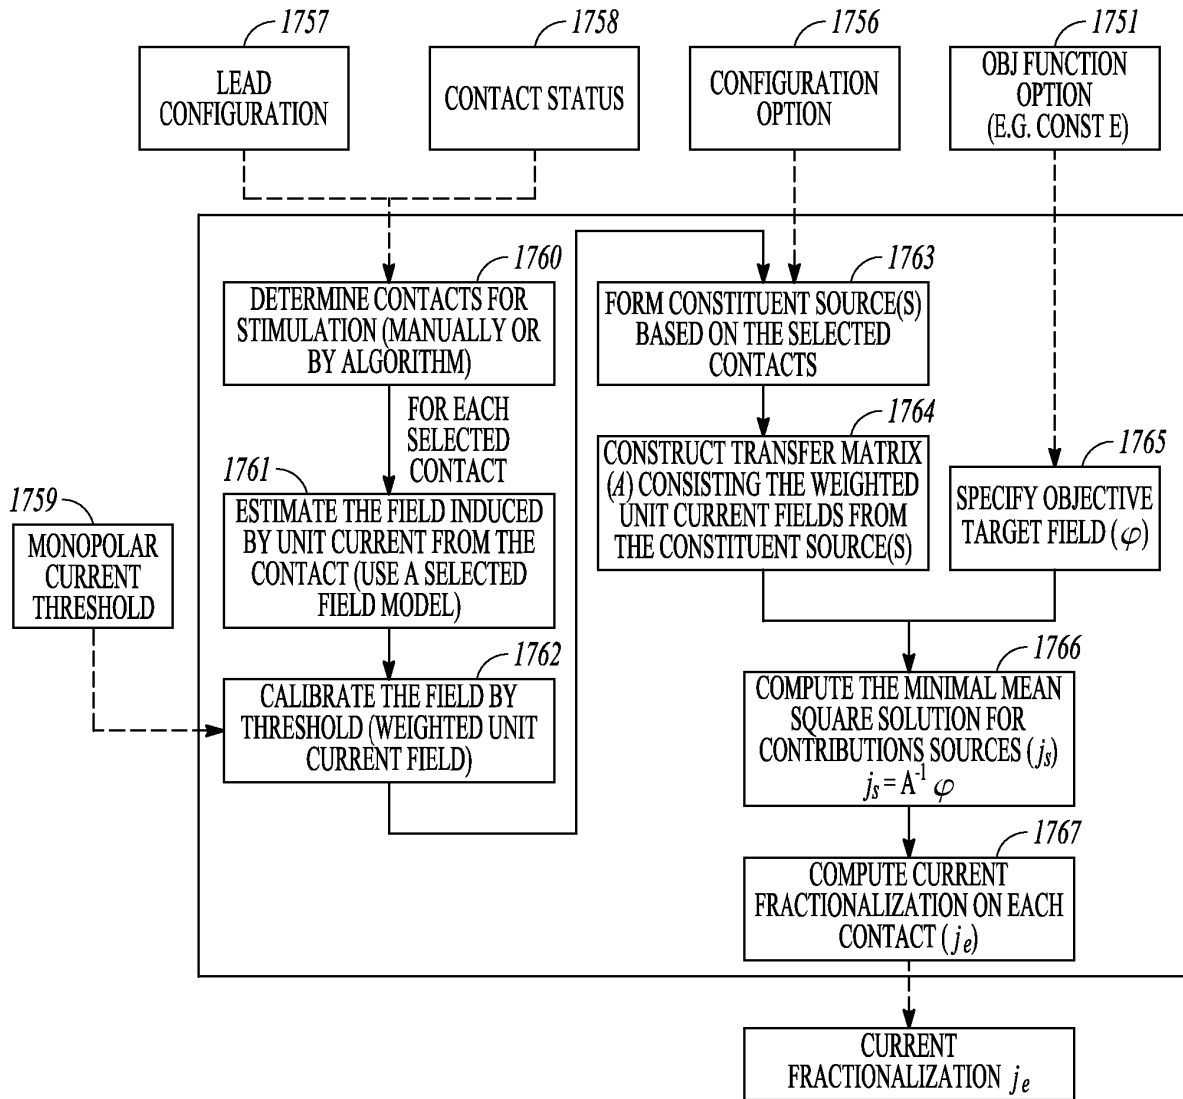 1757
LEAD
CONFIGURATION
1758
CONTACT STATUS
1756
CONFIGURATION
OPTION
1751
OBJ FUNCTION
OPTION
(E.G. CONST E)
1760
DETERMINE CONTACTS FOR
STIMULATION (MANUALLY OR
BY ALGORITHM)
FOR EACH
SELECTED
CONTACT
1761
ESTIMATE THE FIELD INDUCED
BY UNIT CURRENT FROM THE
CONTACT (USE A SELECTED
FIELD MODEL)
1759
MONOPOLAR
CURRENT
THRESHOLD
1762
CALIBRATE THE FIELD BY
THRESHOLD (WEIGHTED UNIT
CURRENT FIELD)
1763
FORM CONSTITUENT SOURCE(S)
BASED ON THE SELECTED
CONTACTS
1764
CONSTRUCT TRANSFER MATRIX
(A) CONSISTING THE WEIGHTED
UNIT CURRENT FIELDS FROM
THE CONSTITUENT SOURCE(S)
1765
SPECIFY OBJECTIVE
TARGET FIELD (φ)
1766
COMPUTE THE MINIMAL MEAN
SQUARE SOLUTION FOR
CONTRIBUTIONS SOURCES (jₛ)
jₛ = A⁻¹ φ
1767
COMPUTE CURRENT
FRACTIONALIZATION ON EACH
CONTACT (jₑ)
CURRENT
FRACTIONALIZATION jₑ